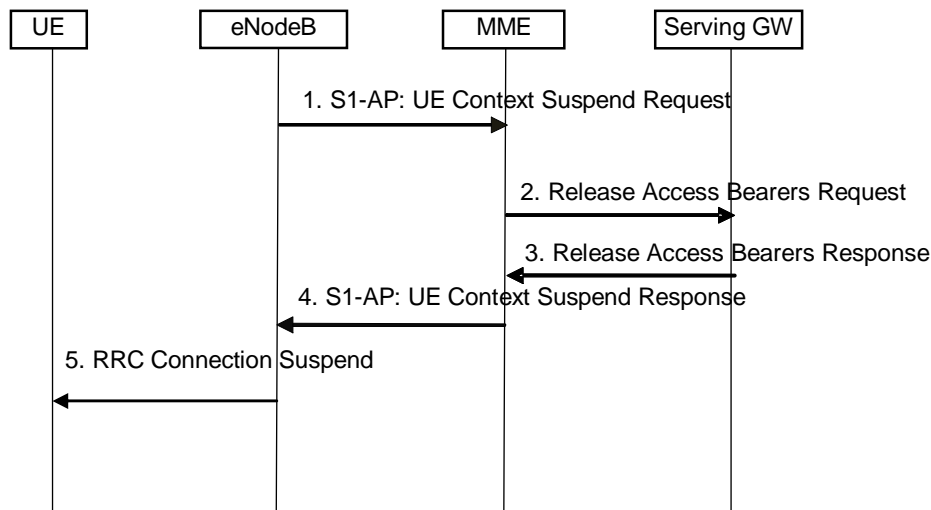 UE
eNodeB
MME
Serving GW
1. S1-AP: UE Context Suspend Request
2. Release Access Bearers Request
3. Release Access Bearers Response
4. S1-AP: UE Context Suspend Response
5. RRC Connection Suspend